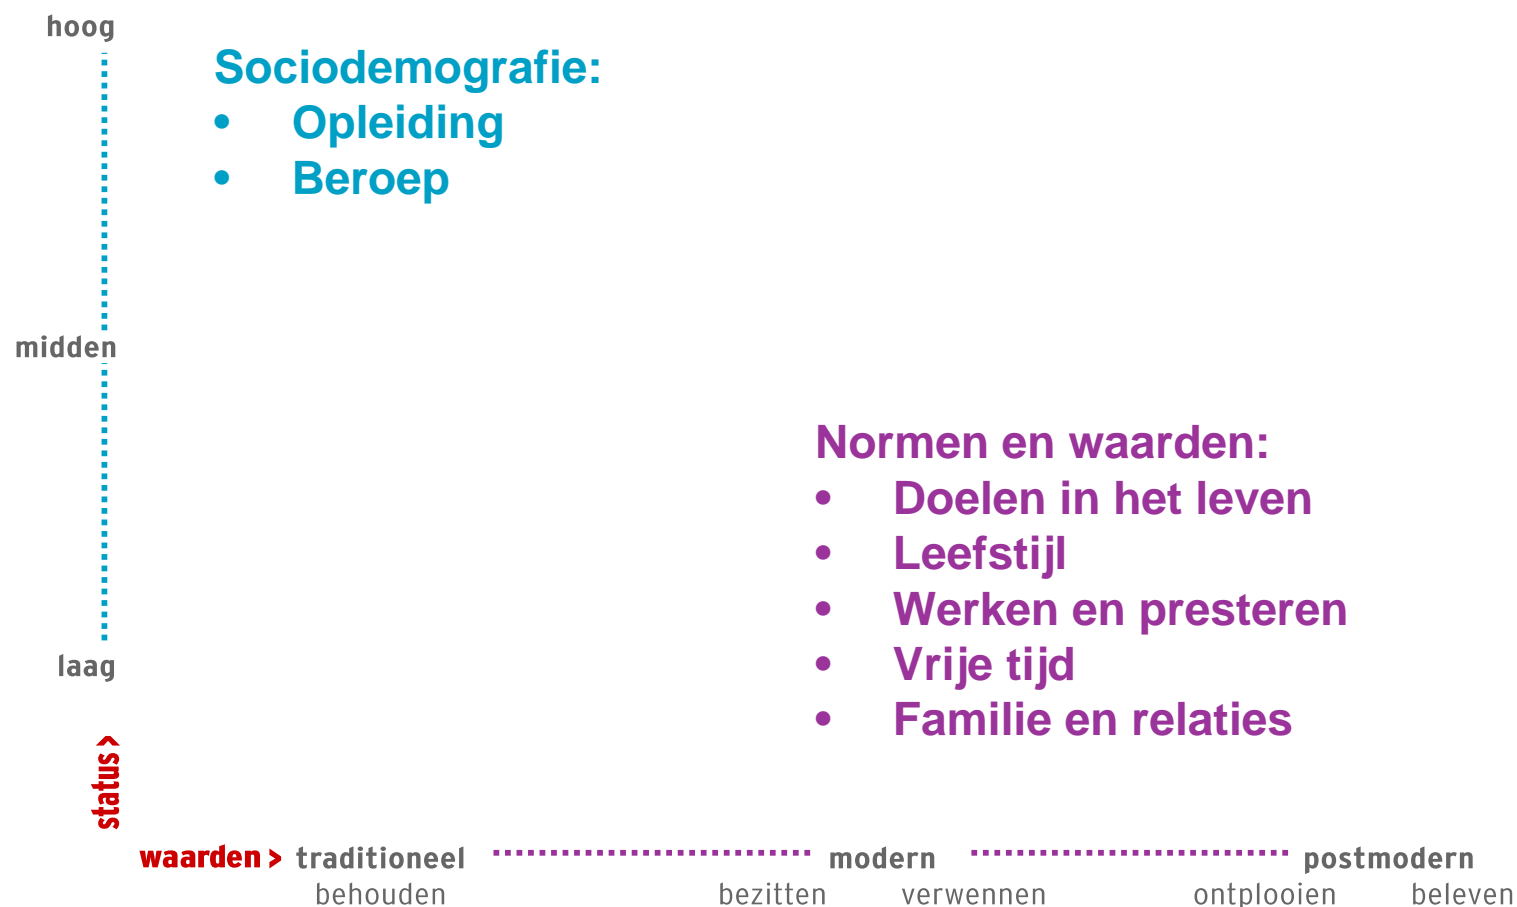 hoog
Sociodemografie:
• Opleiding
• Beroep
midden
Normen en waarden:
• Doelen in het leven
• Leefstijl
• Werken en presteren
• Vrije tijd
• Familie en relaties
laag
status >
waarden > traditioneel modern postmodern
behouden bezitten verwennen ontplooien beleven